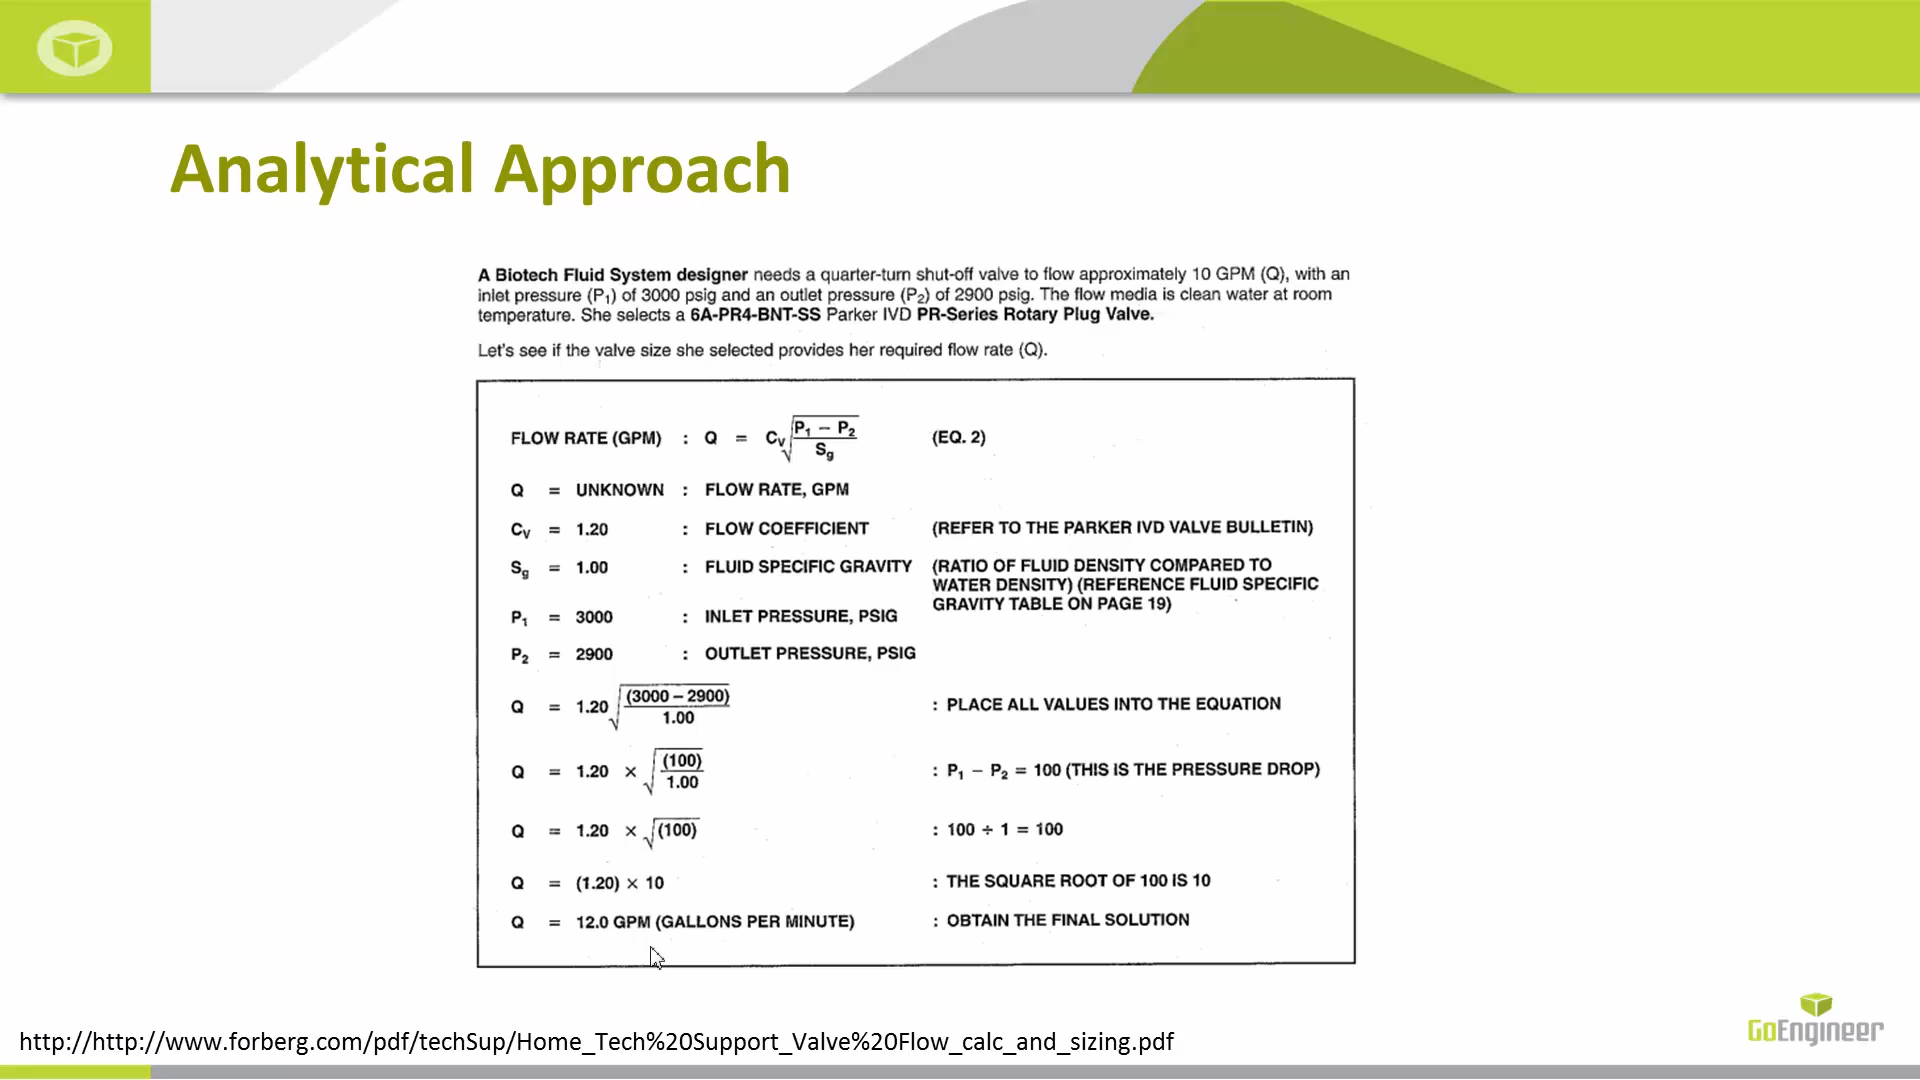 Analytical Approach
A Biotech Fluid System designer needs a quarter-turn shut-off valve to flow approximately 10 GPM (Q), with an
inlet pressure (P₁) of 3000 psig and an outlet pressure (P₂) of 2900 psig. The flow media is clean water at room
temperature. She selects a 6A-PR4-BNT-SS Parker IVD PR-Series Rotary Plug Valve.
Let's see if the valve size she selected provides her required flow rate (Q).
FLOW RATE (GPM) : Q = Cᵥ√((P₁ − P₂)/S_g) (EQ. 2)
Q = UNKNOWN : FLOW RATE, GPM
Cᵥ = 1.20 : FLOW COEFFICIENT (REFER TO THE PARKER IVD VALVE BULLETIN)
S_g = 1.00 : FLUID SPECIFIC GRAVITY (RATIO OF FLUID DENSITY COMPARED TO
WATER DENSITY) (REFERENCE FLUID SPECIFIC
GRAVITY TABLE ON PAGE 19)
P₁ = 3000 : INLET PRESSURE, PSIG
P₂ = 2900 : OUTLET PRESSURE, PSIG
Q = 1.20 √((3000 − 2900)/1.00) : PLACE ALL VALUES INTO THE EQUATION
Q = 1.20 × √((100)/1.00) : P₁ − P₂ = 100 (THIS IS THE PRESSURE DROP)
Q = 1.20 × √(100) : 100 ÷ 1 = 100
Q = (1.20) × 10 : THE SQUARE ROOT OF 100 IS 10
Q = 12.0 GPM (GALLONS PER MINUTE) : OBTAIN THE FINAL SOLUTION
http://http://www.forberg.com/pdf/techSup/Home_Tech%20Support_Valve%20Flow_calc_and_sizing.pdf
GoEngineer